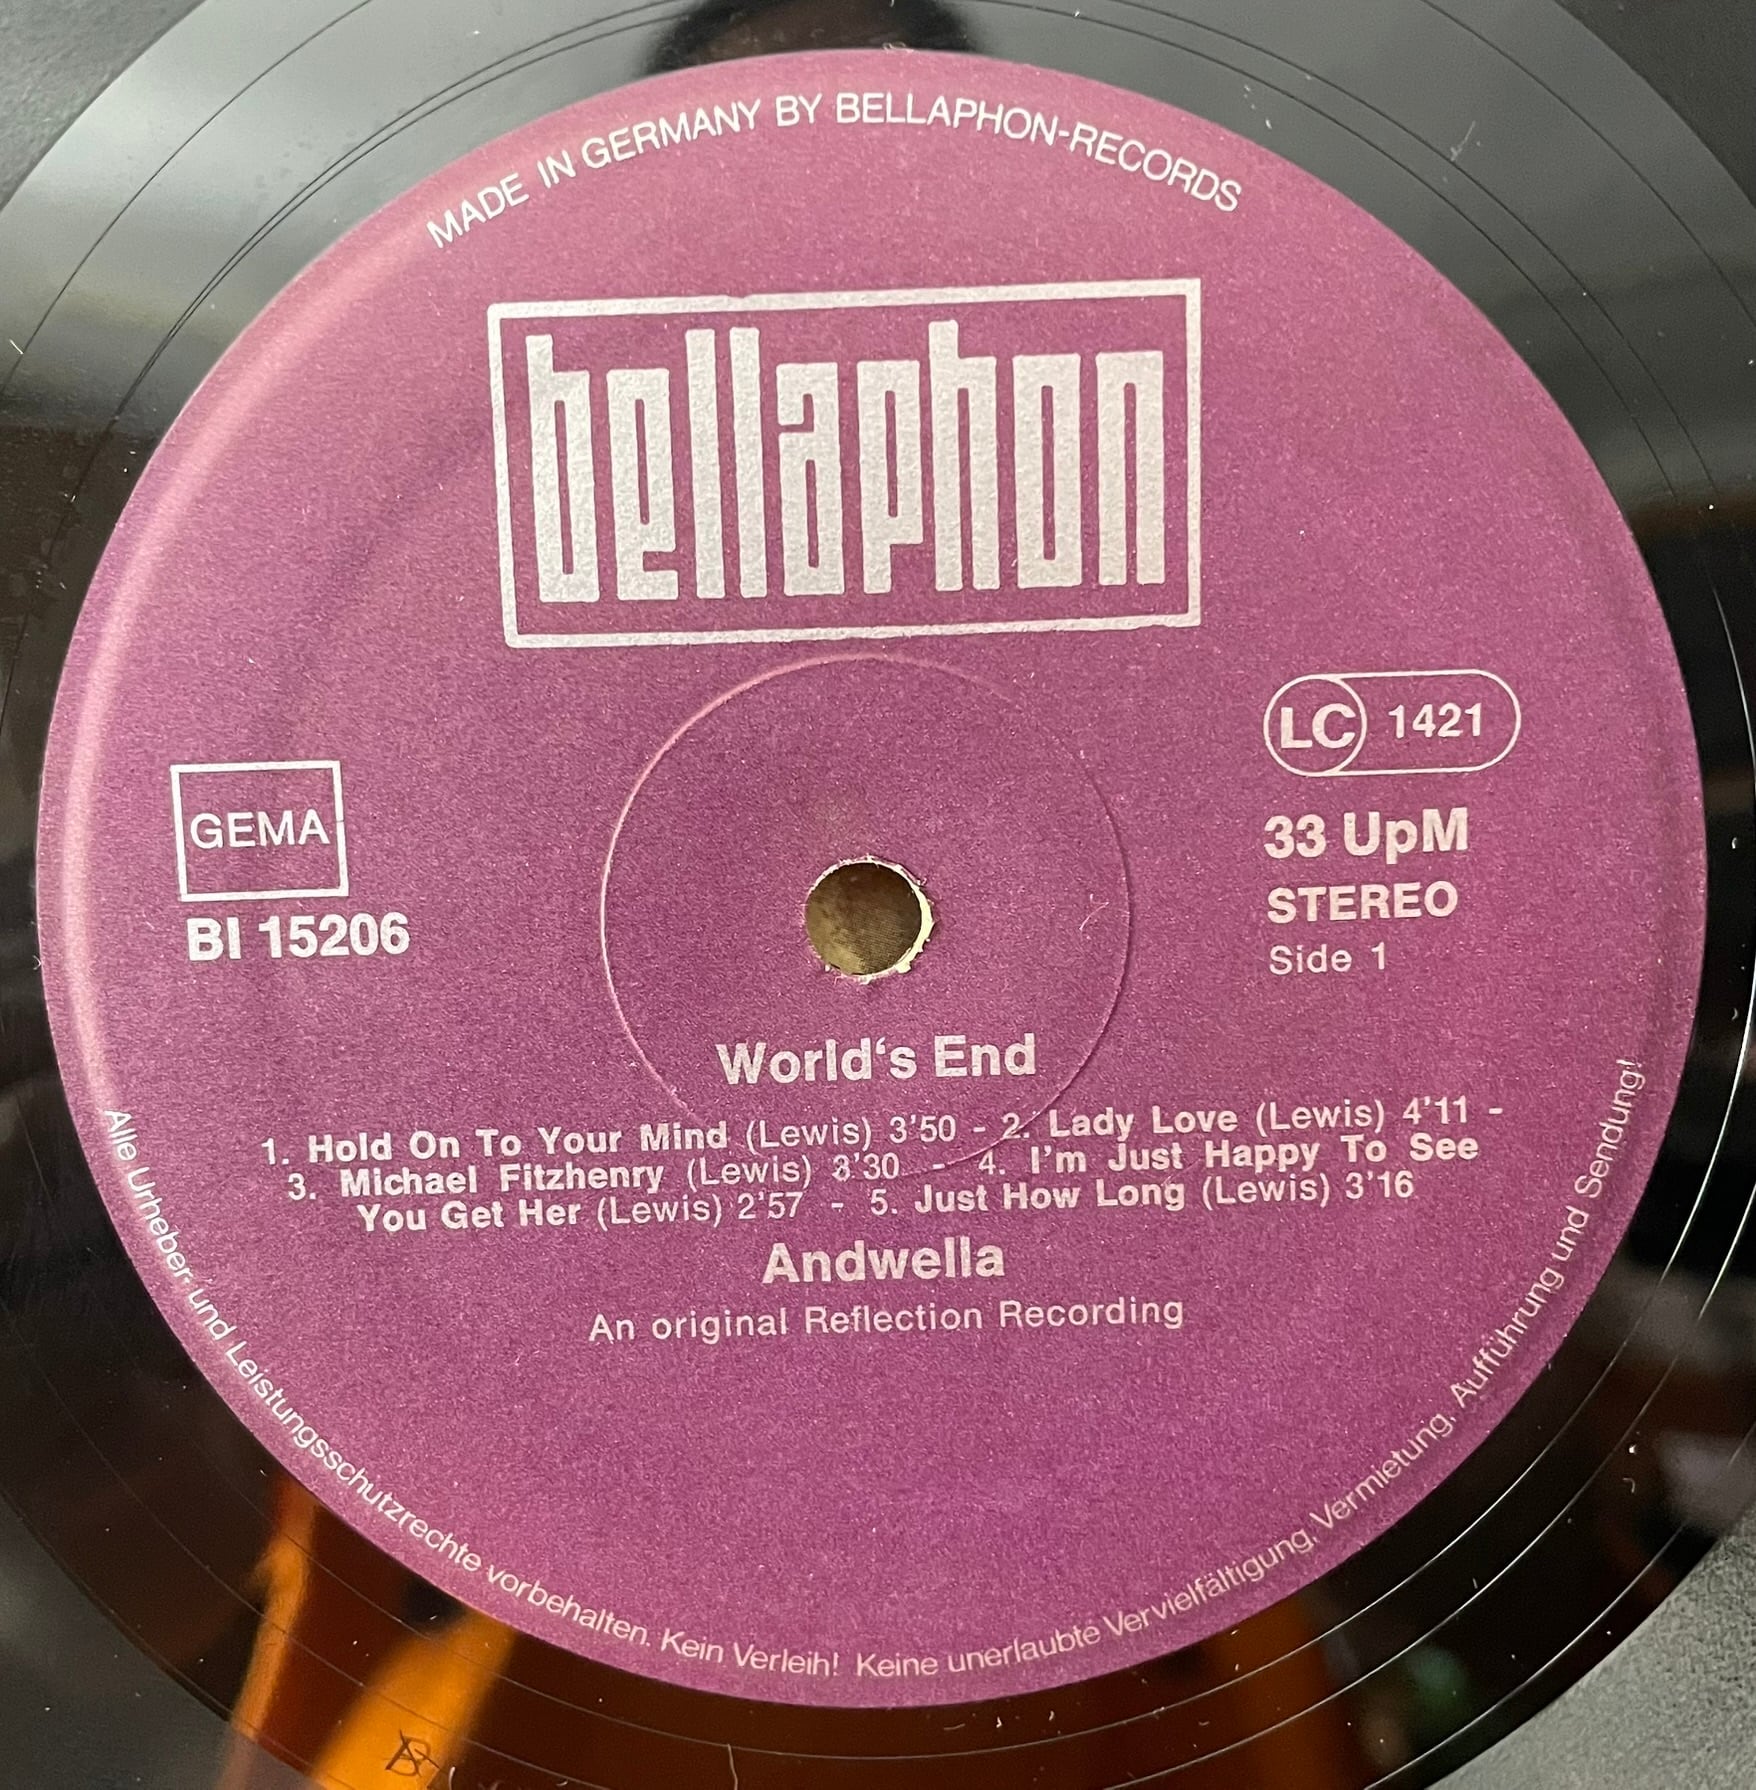 MADE IN GERMANY BY BELLAPHON-RECORDS
bellaphon
LC 1421
GEMA
33 UpM
BI 15206
STEREO
Side 1
World‘s End
1. Hold On To Your Mind (Lewis) 3'50 - 2. Lady Love (Lewis) 4'11 -
3. Michael Fitzhenry (Lewis) 3'30 - 4. I'm Just Happy To See
You Get Her (Lewis) 2'57 - 5. Just How Long (Lewis) 3'16
Andwella
An original Reflection Recording
Alle Urheber- und Leistungsschutzrechte vorbehalten. Kein Verleih! Keine unerlaubte Vervielfältigung, Vermietung, Aufführung und Sendung!